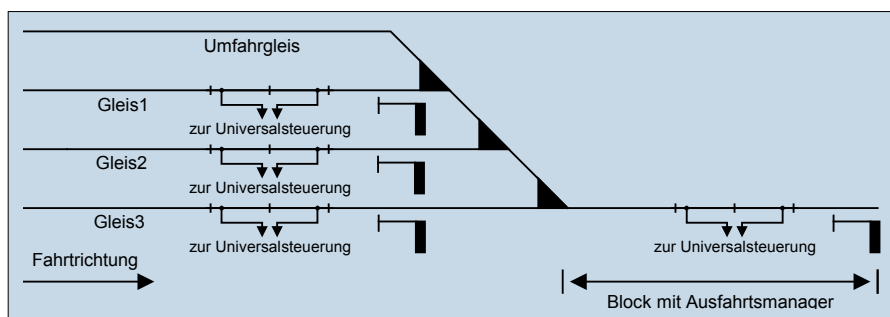 Umfahrgleis
Gleis1
zur Universalsteuerung
Gleis2
zur Universalsteuerung
Gleis3
zur Universalsteuerung
zur Universalsteuerung
Fahrtrichtung
Block mit Ausfahrtsmanager